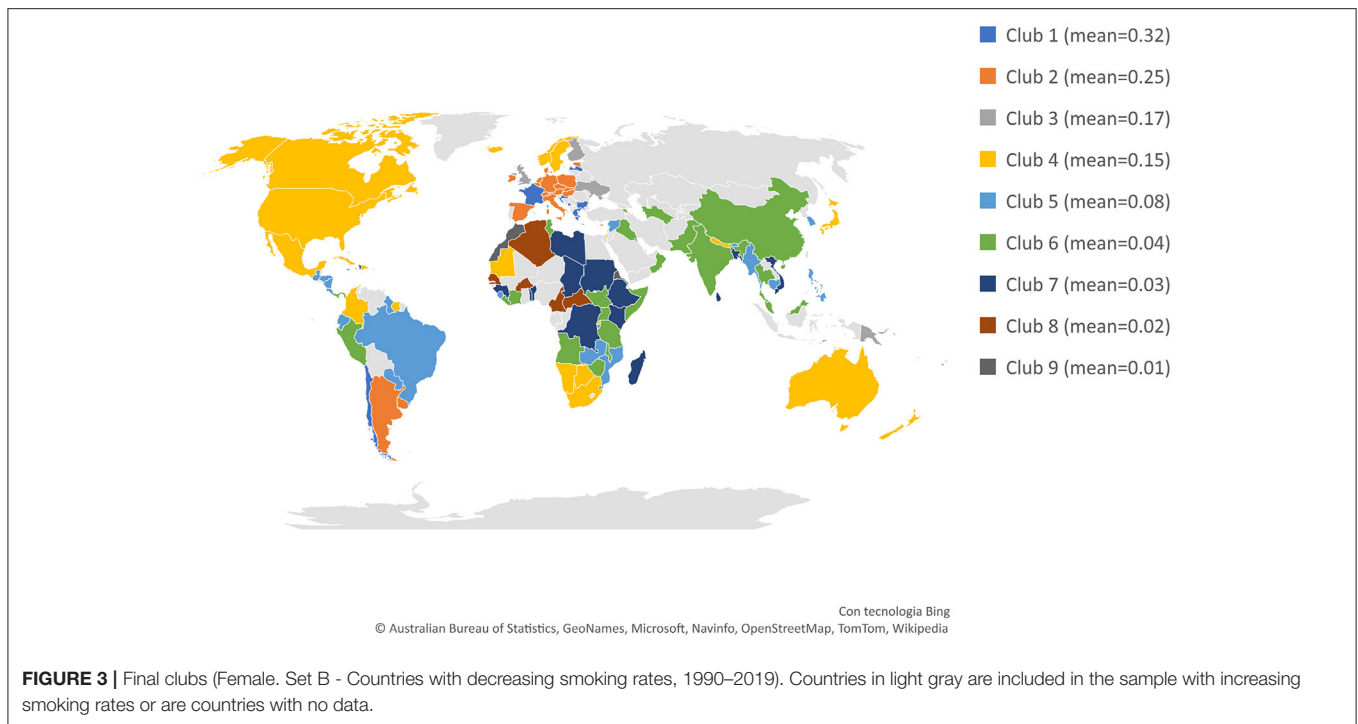 Club 1 (mean=0.32)
Club 2 (mean=0.25)
Club 3 (mean=0.17)
Club 4 (mean=0.15)
Club 5 (mean=0.08)
Club 6 (mean=0.04)
Club 7 (mean=0.03)
Club 8 (mean=0.02)
Club 9 (mean=0.01)
Con tecnologia Bing
© Australian Bureau of Statistics, GeoNames, Microsoft, Navinfo, OpenStreetMap, TomTom, Wikipedia
FIGURE 3 | Final clubs (Female. Set B - Countries with decreasing smoking rates, 1990–2019). Countries in light gray are included in the sample with increasing
smoking rates or are countries with no data.